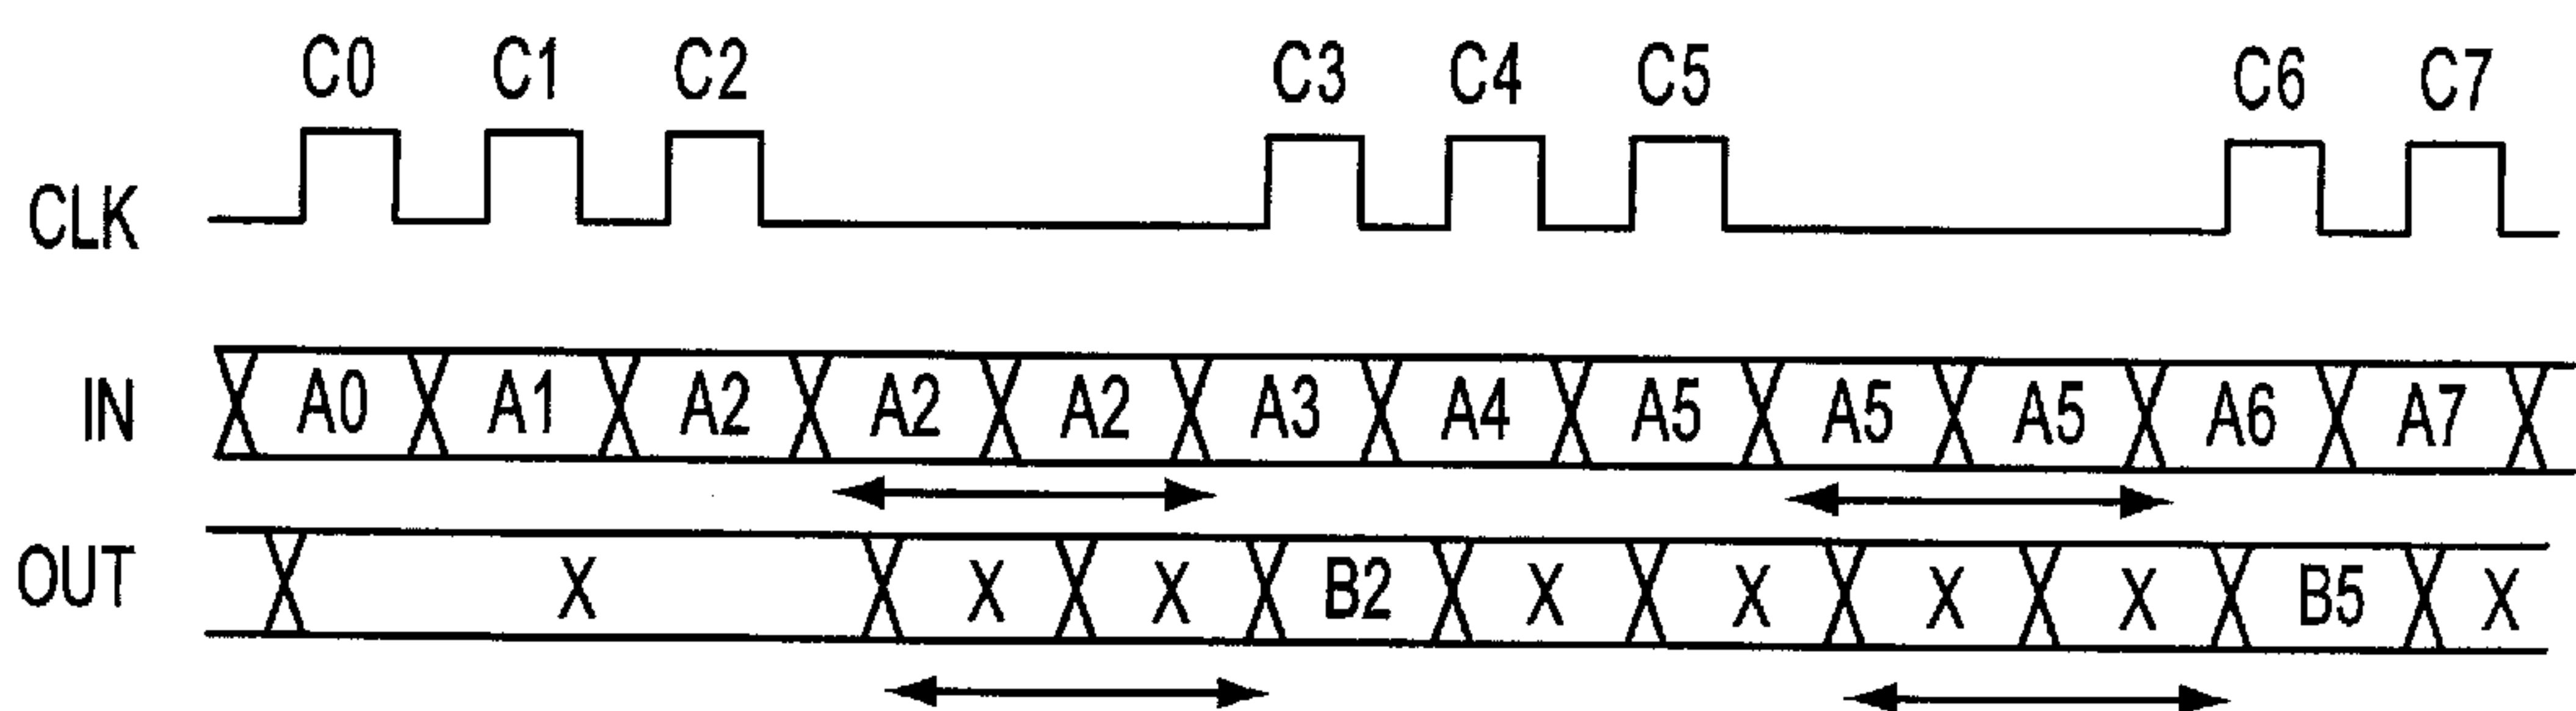 C0 C1 C2 C3 C4 C5 C6 C7
CLK
IN A0 A1 A2 A2 A2 A3 A4 A5 A5 A5 A6 A7
OUT X X X B2 X X X X B5 X